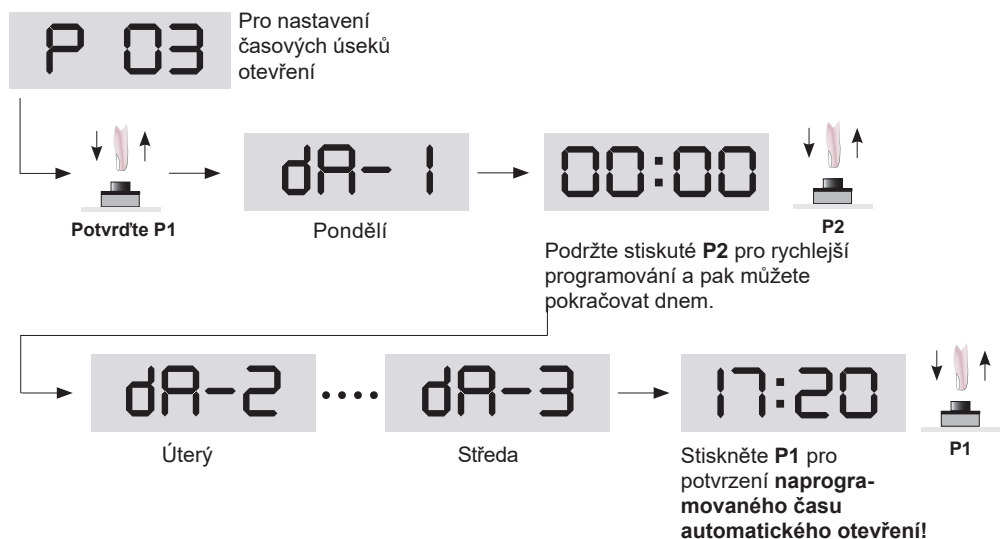 P 03
Pro nastavení
časových úseků
otevření
Potvrďte P1
dA-1
Pondělí
00:00
P2
Podržte stiskuté P2 pro rychlejší
programování a pak můžete
pokračovat dnem.
dA-2 .... dA-3
Úterý
Středa
17:20
P1
Stiskněte P1 pro
potvrzení naprogra-
movaného času
automatického otevření!